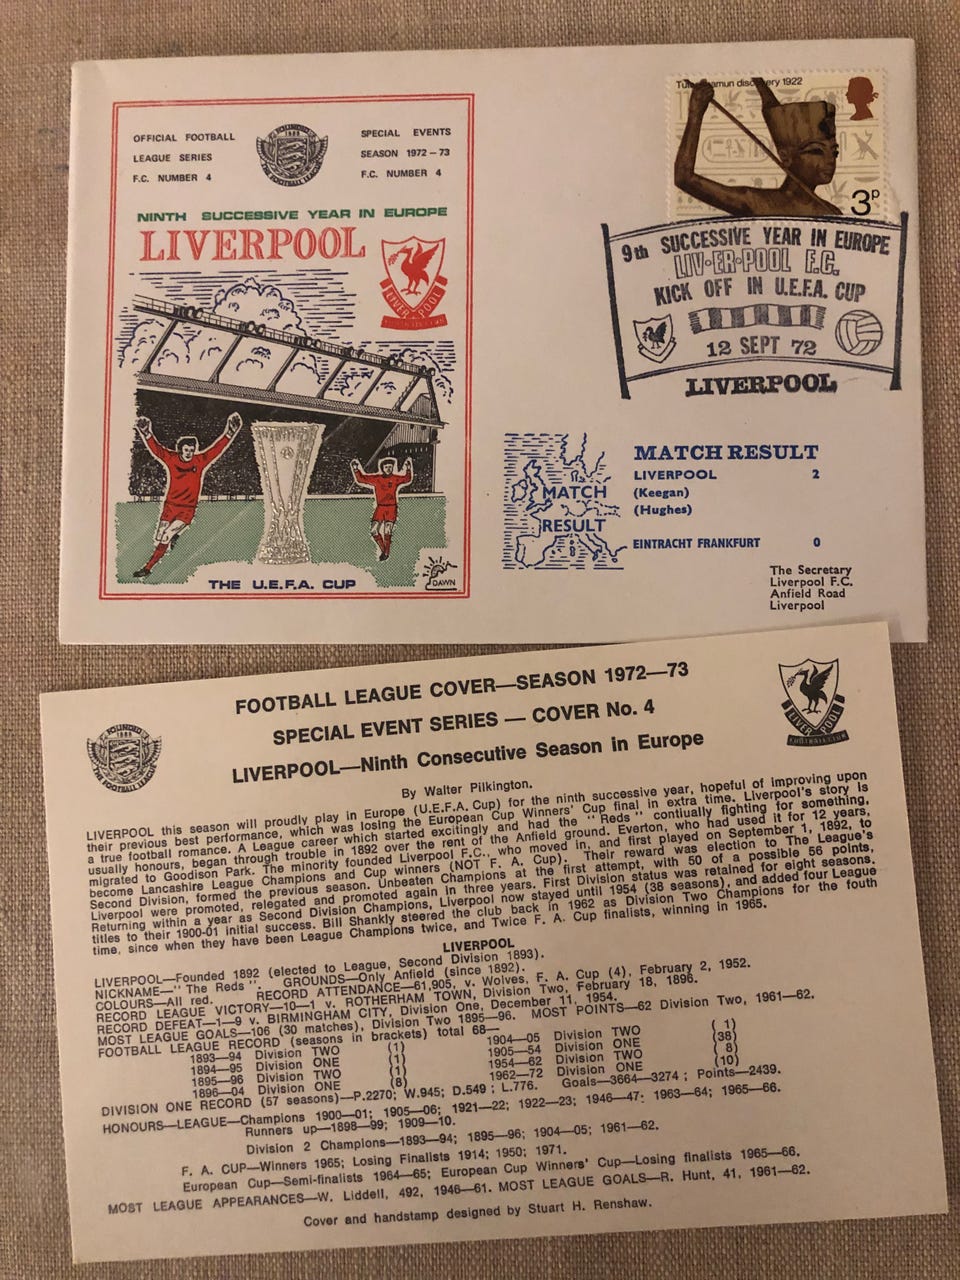 OFFICIAL FOOTBALL
LEAGUE SERIES
F.C. NUMBER 4
FOUNDED
1888
THE FOOTBALL LEAGUE
SPECIAL EVENTS
SEASON 1972-73
F.C. NUMBER 4
NINTH SUCCESSIVE YEAR IN EUROPE
LIVERPOOL
LIVERPOOL
FOOTBALL CLUB
THE U.E.F.A. CUP
DAWN
Tutankhamun discovery 1922
3P
9th SUCCESSIVE YEAR IN EUROPE
LIV·ER·POOL F.C.
KICK OFF IN U.E.F.A. CUP
12 SEPT 72
LIVERPOOL
MATCH
RESULT
MATCH RESULT
LIVERPOOL 2
(Keegan)
(Hughes)
EINTRACHT FRANKFURT 0
The Secretary
Liverpool F.C.
Anfield Road
Liverpool
FOUNDED
1888
THE FOOTBALL LEAGUE
LIVERPOOL
FOOTBALL CLUB
FOOTBALL LEAGUE COVER—SEASON 1972—73
SPECIAL EVENT SERIES — COVER No. 4
LIVERPOOL—Ninth Consecutive Season in Europe
By Walter Pilkington.
LIVERPOOL this season will proudly play in Europe (U.E.F.A. Cup) for the ninth successive year, hopeful of improving upon
their previous best performance, which was losing the European Cup Winners' Cup final in extra time. Liverpool's story is
a true football romance. A League career which started excitingly and had the "Reds" contiually fighting for something,
usually honours, began through trouble in 1892 over the rent of the Anfield ground. Everton, who had used it for 12 years,
migrated to Goodison Park. The minority founded Liverpool F.C., who moved in, and first played on September 1, 1892, to
become Lancashire League Champions and Cup winners (NOT F. A. Cup). Their reward was election to The League's
Second Division, formed the previous season. Unbeaten Champions at the first attempt, with 50 of a possible 56 points,
Liverpool were promoted, relegated and promoted again in three years. First Division status was retained for eight seasons.
Returning within a year as Second Division Champions, Liverpool now stayed until 1954 (38 seasons), and added four League
titles to their 1900-01 initial success. Bill Shankly steered the club back in 1962 as Division Two Champions for the fouth
time, since when they have been League Champions twice, and Twice F. A. Cup finalists, winning in 1965.
LIVERPOOL
LIVERPOOL—Founded 1892 (elected to League, Second Division 1893).
NICKNAME—"The Reds". GROUNDS—Only Anfield (since 1892).
COLOURS—All red. RECORD ATTENDANCE—61,905, v. Wolves, F. A. Cup (4), February 2, 1952.
RECORD LEAGUE VICTORY—10—1 v. ROTHERHAM TOWN, Division Two, February 18, 1896.
RECORD DEFEAT—1—9 v. BIRMINGHAM CITY, Division One, December 11, 1954.
MOST LEAGUE GOALS—106 (30 matches), Division Two 1895—96. MOST POINTS—62 Division Two, 1961—62.
FOOTBALL LEAGUE RECORD (seasons in brackets) total 68—
1893—94 Division TWO (1) 1904—05 Division TWO (1)
1894—95 Division ONE (1) 1905—54 Division ONE (38)
1895—96 Division TWO (1) 1954—62 Division TWO (8)
1896—04 Division ONE (8) 1962—72 Division ONE (10)
DIVISION ONE RECORD (57 seasons)—P.2270; W.945; D.549; L.776. Goals—3664—3274; Points—2439.
HONOURS—LEAGUE—Champions 1900—01; 1905—06; 1921—22; 1922—23; 1946—47: 1963—64; 1965—66.
Runners up—1898—99; 1909—10.
Division 2 Champions—1893—94; 1895—96; 1904—05; 1961—62.
F. A. CUP—Winners 1965; Losing Finalists 1914; 1950; 1971.
European Cup—Semi-finalists 1964—65; European Cup Winners' Cup—Losing finalists 1965—66.
MOST LEAGUE APPEARANCES—W. Liddell, 492, 1946—61. MOST LEAGUE GOALS—R. Hunt, 41, 1961—62.
Cover and handstamp designed by Stuart H. Renshaw.